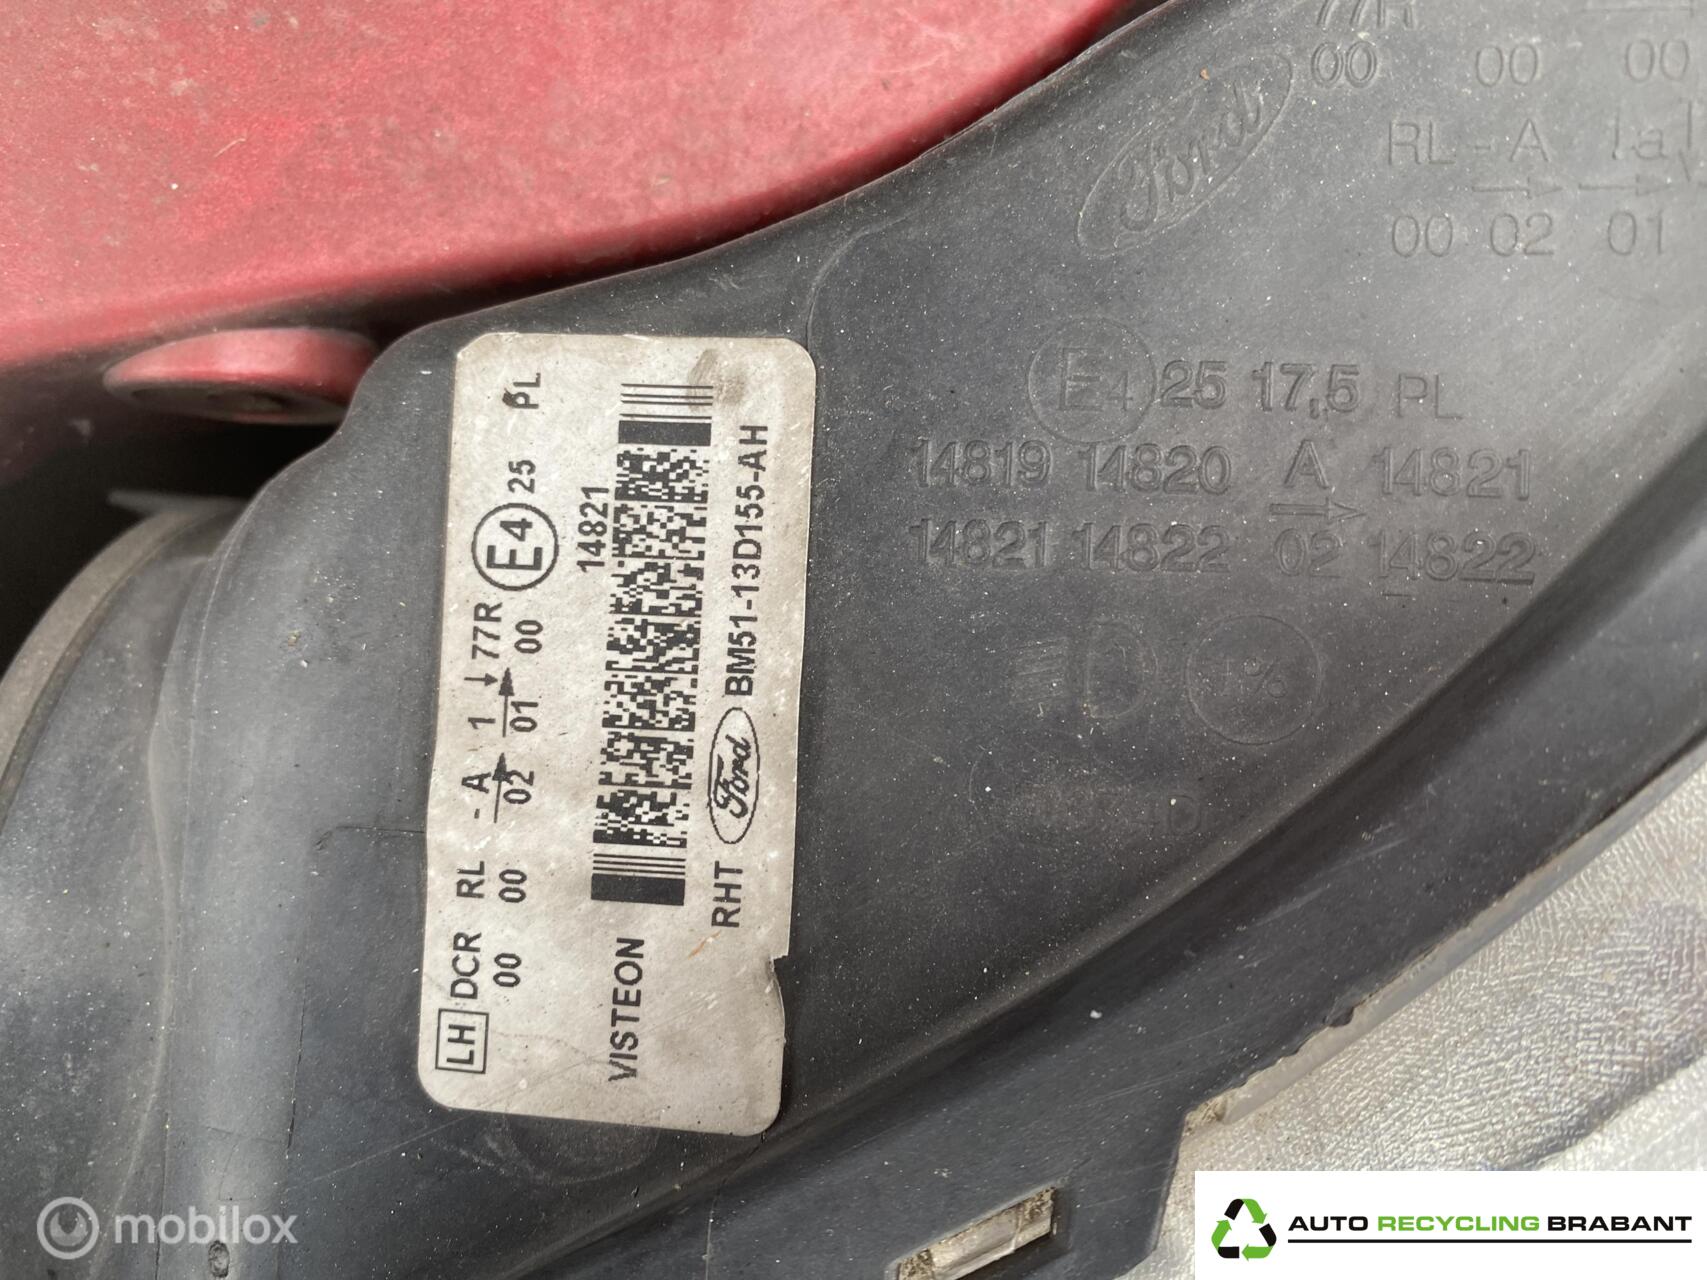 77R
00 00 00
Ford
RL - A 1a
00 02 01
E4 25 17,5 PL
14819 14820 A 14821
14821 14822 02 14822
LH DCR RL - A 1 77R E4 25 PL
00 00 02 01 00
14821
VISTEON
RHT Ford BM51-13D155-AH
mobilox
AUTO RECYCLING BRABANT